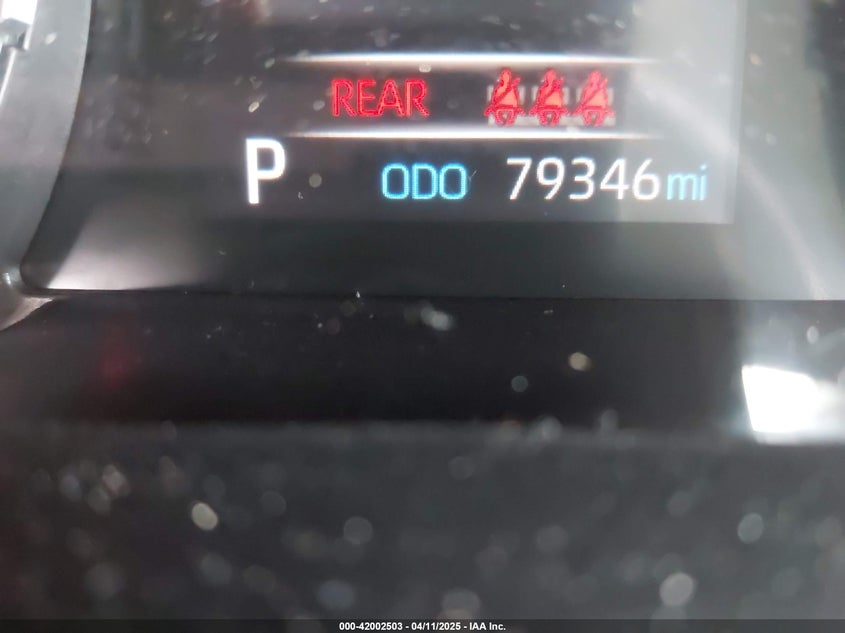 REAR
P ODO 79346 mi
000-42002503 - 04/11/2025 - IAA Inc.